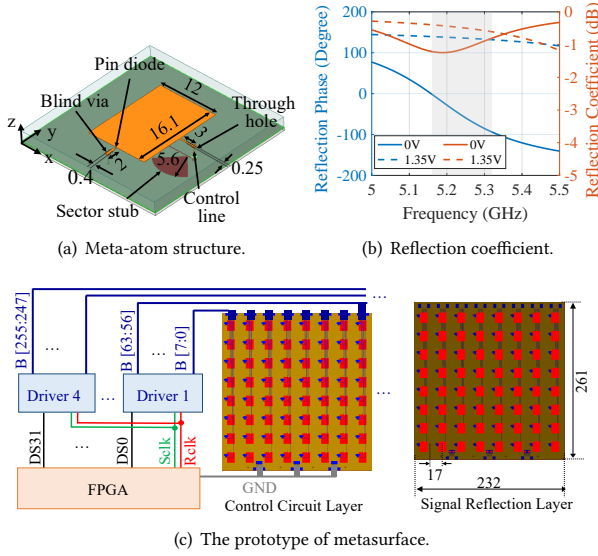 Pin diode
Blind via
12
Through
hole
z
y
x
16.1
3
2
5.6
0.4
0.25
Sector stub
Control
line
(a) Meta-atom structure.
Reflection Phase (Degree)
200
100
0
-100
-200
0V
0V
1.35V
1.35V
5
5.1
5.2
5.3
5.4
5.5
Frequency (GHz)
0
-1
-2
-3
-4
-5
Reflection Coefficient (dB)
(b) Reflection coefficient.
B [255:247]
...
B [63:56]
...
B [7:0]
...
Driver 4
...
Driver 1
...
DS31
...
DS0
Sclk
Rclk
FPGA
GND
Control Circuit Layer
261
17
232
Signal Reflection Layer
(c) The prototype of metasurface.